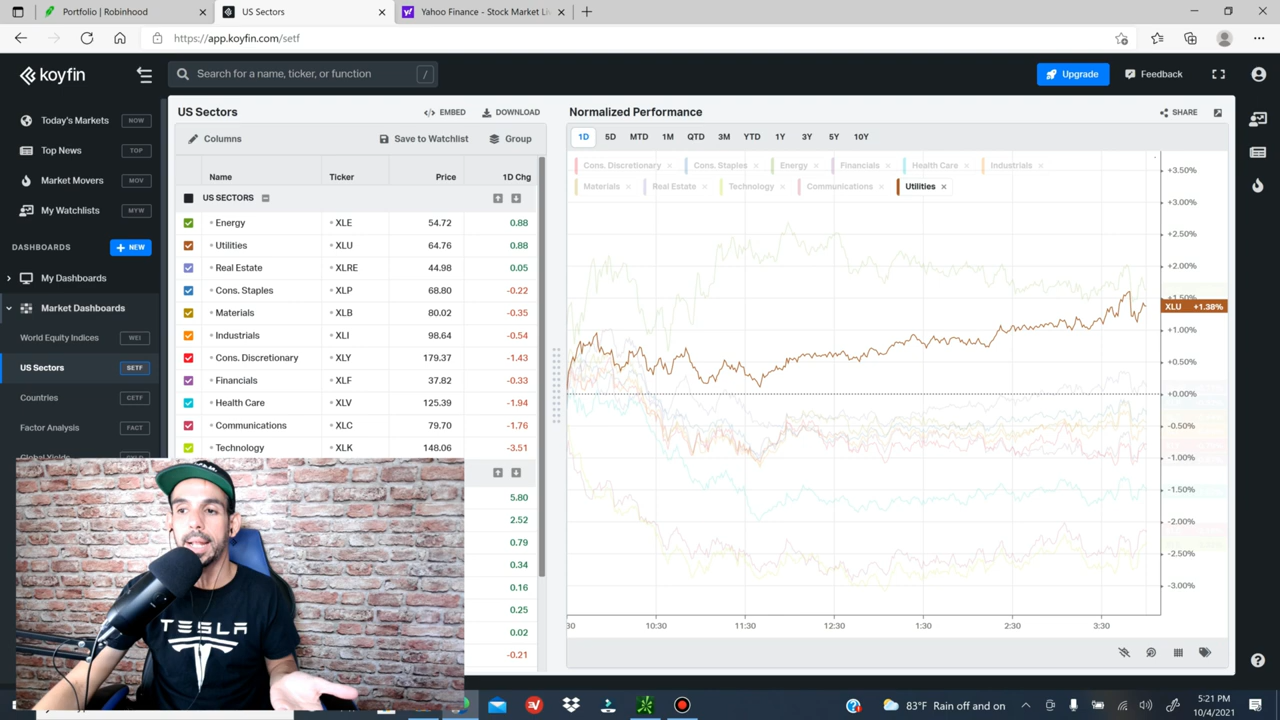 Portfolio | Robinhood
US Sectors
Yahoo Finance - Stock Market Li
https://app.koyfin.com/setf
koyfin
Search for a name, ticker, or function /
Upgrade
Feedback
Today's Markets NOW
Top News TOP
Market Movers MOV
My Watchlists MYW
DASHBOARDS
+ NEW
My Dashboards
Market Dashboards
World Equity Indices WEI
US Sectors SETF
Countries CETF
Factor Analysis FACT
Global Yields
US Sectors
</> EMBED
DOWNLOAD
Columns
Save to Watchlist
Group
Name Ticker Price 1D Chg
US SECTORS
Energy XLE 54.72 0.88
Utilities XLU 64.76 0.88
Real Estate XLRE 44.98 0.05
Cons. Staples XLP 68.80 -0.22
Materials XLB 80.02 -0.35
Industrials XLI 98.64 -0.54
Cons. Discretionary XLY 179.37 -1.43
Financials XLF 37.82 -0.33
Health Care XLV 125.39 -1.94
Communications XLC 79.70 -1.76
Technology XLK 148.06 -3.51
5.80
2.52
0.79
0.34
0.16
0.25
0.02
-0.21
Normalized Performance
SHARE
1D 5D MTD 1M QTD 3M YTD 1Y 3Y 5Y 10Y
Cons. Discretionary × Cons. Staples × Energy × Financials × Health Care × Industrials ×
Materials × Real Estate × Technology × Communications × Utilities ×
+3.50%
+3.00%
+2.50%
+2.00%
+1.50%
XLU +1.38%
+1.00%
+0.50%
+0.00%
-0.50%
-1.00%
-1.50%
-2.00%
-2.50%
-3.00%
30 10:30 11:30 12:30 1:30 2:30 3:30
TESLA
83°F Rain off and on
5:21 PM
10/4/2021